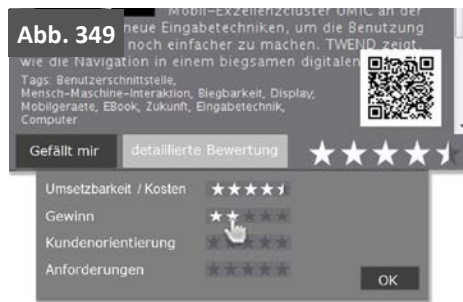 Abb. 349
Mobil-Exzellenzcluster UMIC an der
neue Eingabetechniken, um die Benutzung
noch einfacher zu machen. TWEND zeigt,
wie die Navigation in einem biegsamen digitalen
Tags: Benutzerschnittstelle,
Mensch-Maschine-Interaktion, Biegbarkeit, Display,
Mobilgeraete, EBook, Zukunft, Eingabetechnik,
Computer
Gefällt mir
detaillierte Bewertung
Umsetzbarkeit / Kosten
Gewinn
Kundenorientierung
Anforderungen
OK